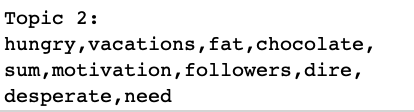 Topic 2:
hungry,vacations,fat,chocolate,
sum,motivation,followers,dire,
desperate,need